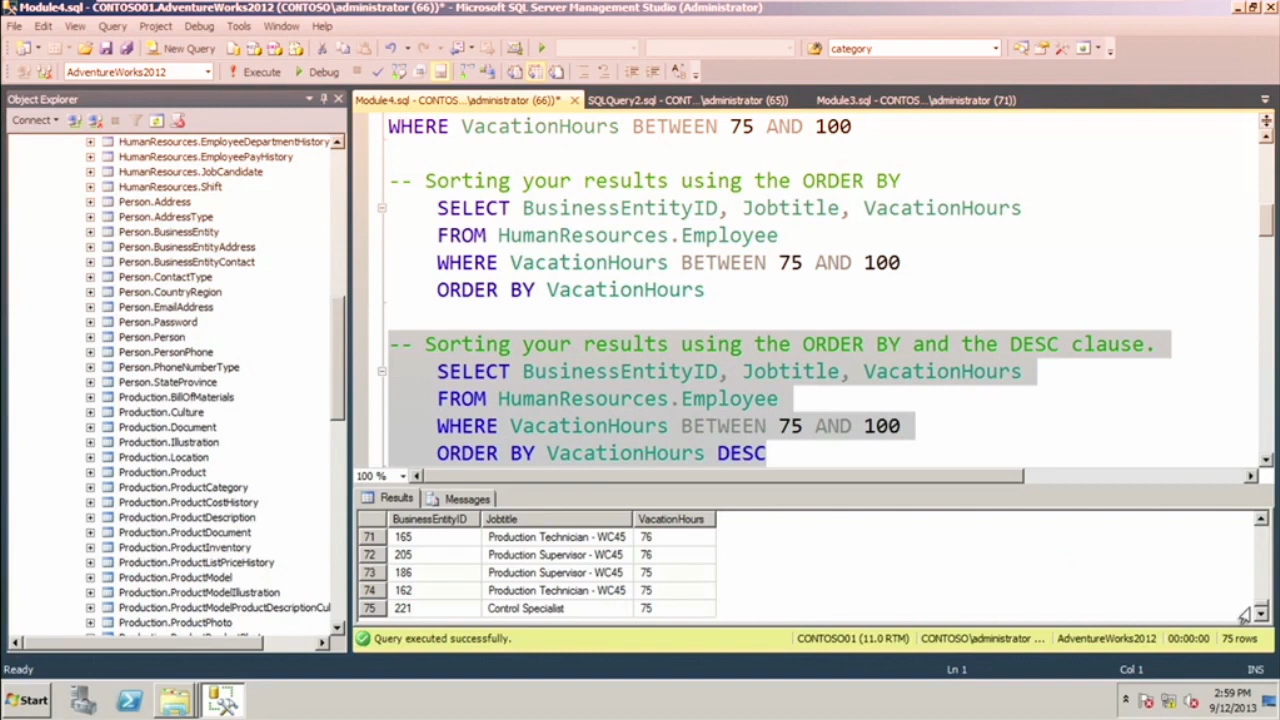 Module4.sql - CONTOSO01.AdventureWorks2012 (CONTOSO\administrator (66))* - Microsoft SQL Server Management Studio (Administrator)
File Edit View Query Project Debug Tools Window Help
New Query category
AdventureWorks2012 Execute Debug
Object Explorer
Connect
HumanResources.EmployeeDepartmentHistory
HumanResources.EmployeePayHistory
HumanResources.JobCandidate
HumanResources.Shift
Person.Address
Person.AddressType
Person.BusinessEntity
Person.BusinessEntityAddress
Person.BusinessEntityContact
Person.ContactType
Person.CountryRegion
Person.EmailAddress
Person.Password
Person.Person
Person.PersonPhone
Person.PhoneNumberType
Person.StateProvince
Production.BillOfMaterials
Production.Culture
Production.Document
Production.Illustration
Production.Location
Production.Product
Production.ProductCategory
Production.ProductCostHistory
Production.ProductDescription
Production.ProductDocument
Production.ProductInventory
Production.ProductListPriceHistory
Production.ProductModel
Production.ProductModelIllustration
Production.ProductModelProductDescriptionCul
Production.ProductPhoto
Module4.sql - CONTOS...\administrator (66))* SQLQuery2.sql - CONT...\administrator (65)) Module3.sql - CONTOS...\administrator (71))
WHERE VacationHours BETWEEN 75 AND 100
-- Sorting your results using the ORDER BY
SELECT BusinessEntityID, Jobtitle, VacationHours
FROM HumanResources.Employee
WHERE VacationHours BETWEEN 75 AND 100
ORDER BY VacationHours
-- Sorting your results using the ORDER BY and the DESC clause.
SELECT BusinessEntityID, Jobtitle, VacationHours
FROM HumanResources.Employee
WHERE VacationHours BETWEEN 75 AND 100
ORDER BY VacationHours DESC
100 %
Results Messages
BusinessEntityID Jobtitle VacationHours
71 165 Production Technician - WC45 76
72 205 Production Supervisor - WC45 76
73 186 Production Supervisor - WC45 75
74 162 Production Technician - WC45 75
75 221 Control Specialist 75
Query executed successfully. CONTOSO01 (11.0 RTM) CONTOSO\administrator ... AdventureWorks2012 00:00:00 75 rows
Ready Ln 1 Col 1 INS
Start 2:59 PM
9/12/2013